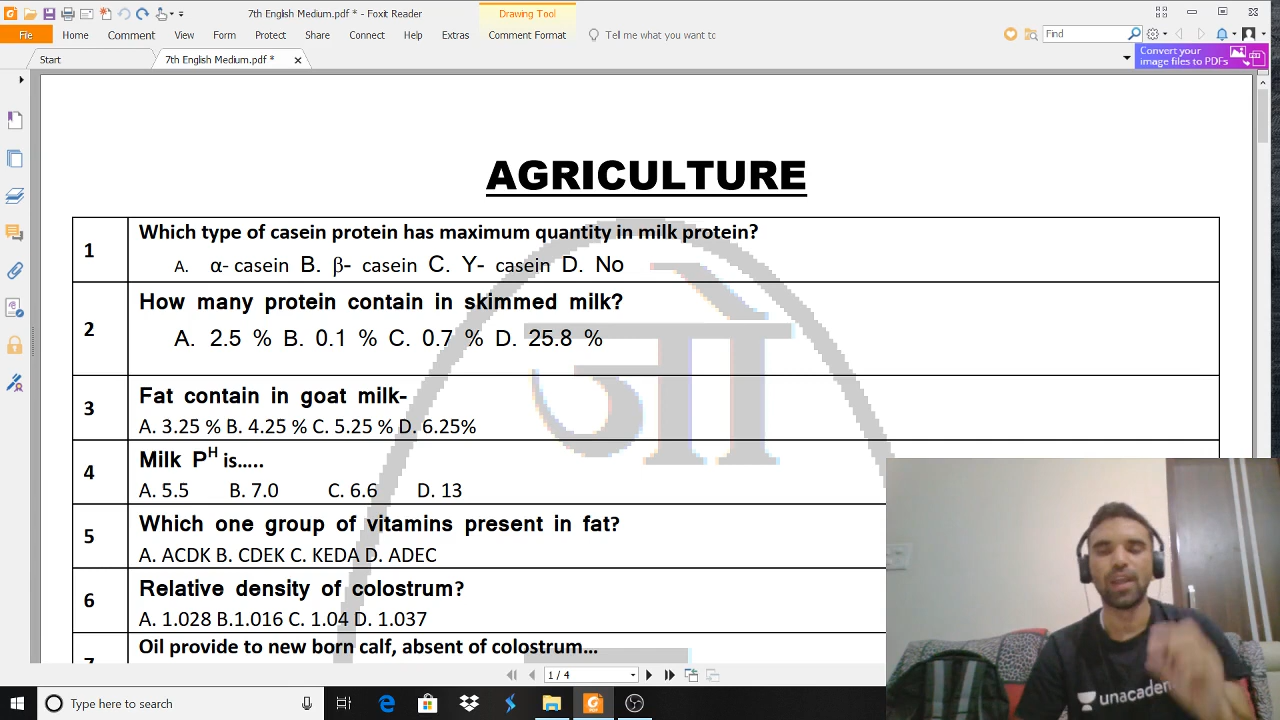 7th English Medium.pdf * - Foxit Reader
Drawing Tool
File Home Comment View Form Protect Share Connect Help Extras Comment Format Tell me what you want to Find
Start 7th English Medium.pdf *
Convert your
image files to PDFs
AGRICULTURE
1 Which type of casein protein has maximum quantity in milk protein?
A. α- casein B. β- casein C. Y- casein D. No
2 How many protein contain in skimmed milk?
A. 2.5 % B. 0.1 % C. 0.7 % D. 25.8 %
3 Fat contain in goat milk-
A. 3.25 % B. 4.25 % C. 5.25 % D. 6.25%
4 Milk P^H is…..
A. 5.5 B. 7.0 C. 6.6 D. 13
5 Which one group of vitamins present in fat?
A. ACDK B. CDEK C. KEDA D. ADEC
6 Relative density of colostrum?
A. 1.028 B.1.016 C. 1.04 D. 1.037
7 Oil provide to new born calf, absent of colostrum…
जो
unacadem
1 / 4
Type here to search